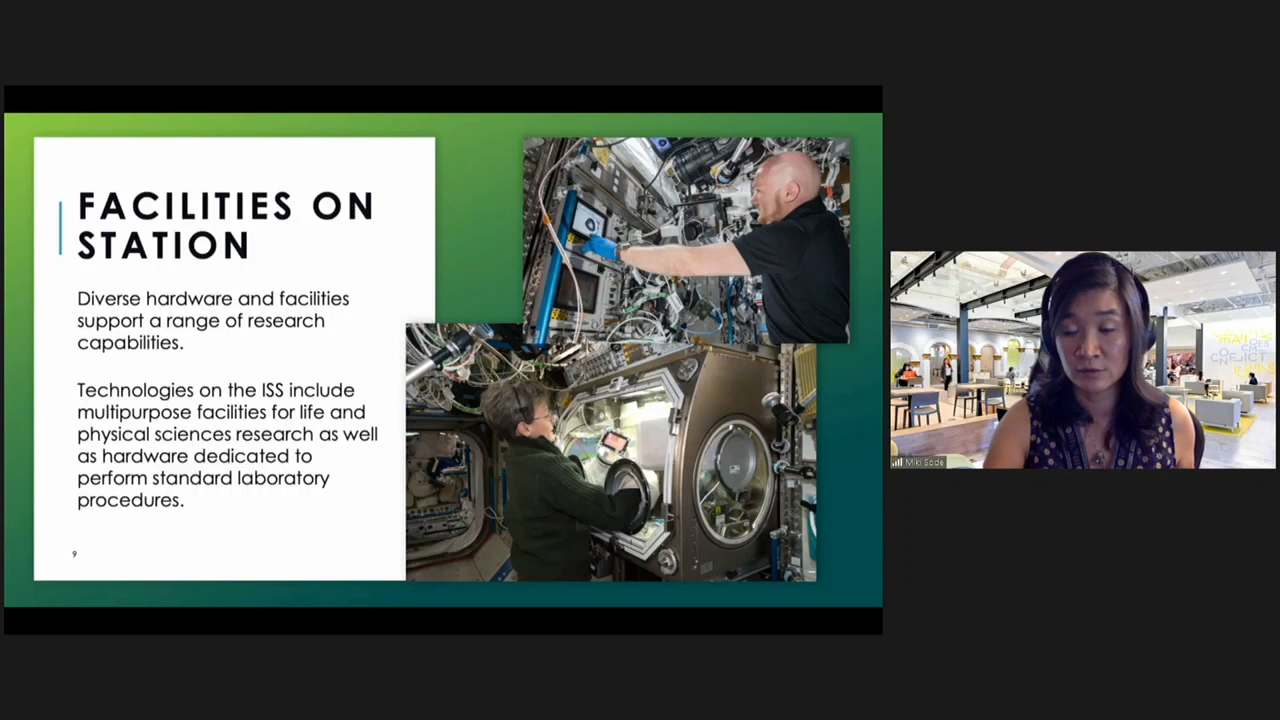 FACILITIES ON
STATION
Diverse hardware and facilities
support a range of research
capabilities.
Technologies on the ISS include
multipurpose facilities for life and
physical sciences research as well
as hardware dedicated to
perform standard laboratory
procedures.
9
Miki Sode